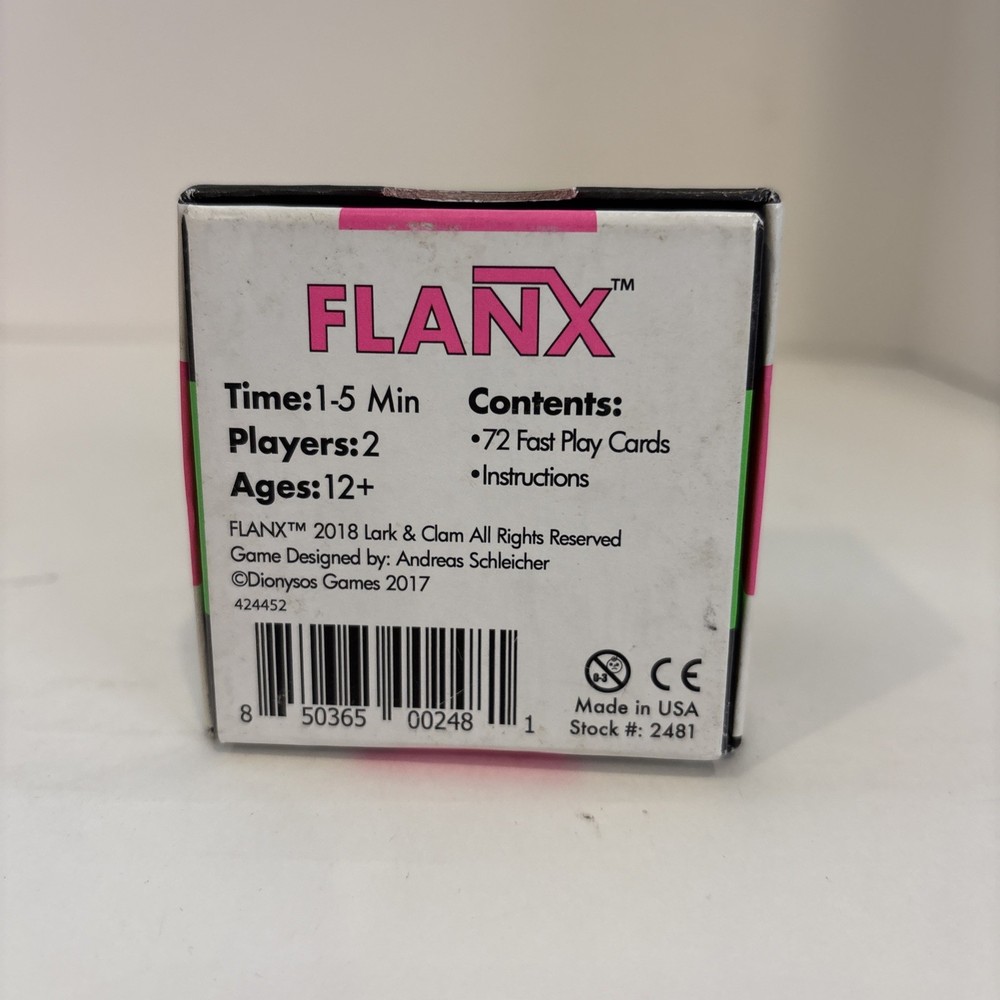 FLANX™
Time: 1-5 Min
Players: 2
Ages: 12+
Contents:
•72 Fast Play Cards
•Instructions
FLANX™ 2018 Lark & Clam All Rights Reserved
Game Designed by: Andreas Schleicher
©Dionysos Games 2017
424452
8 50365 00248 1
0-3
CE
Made in USA
Stock #: 2481